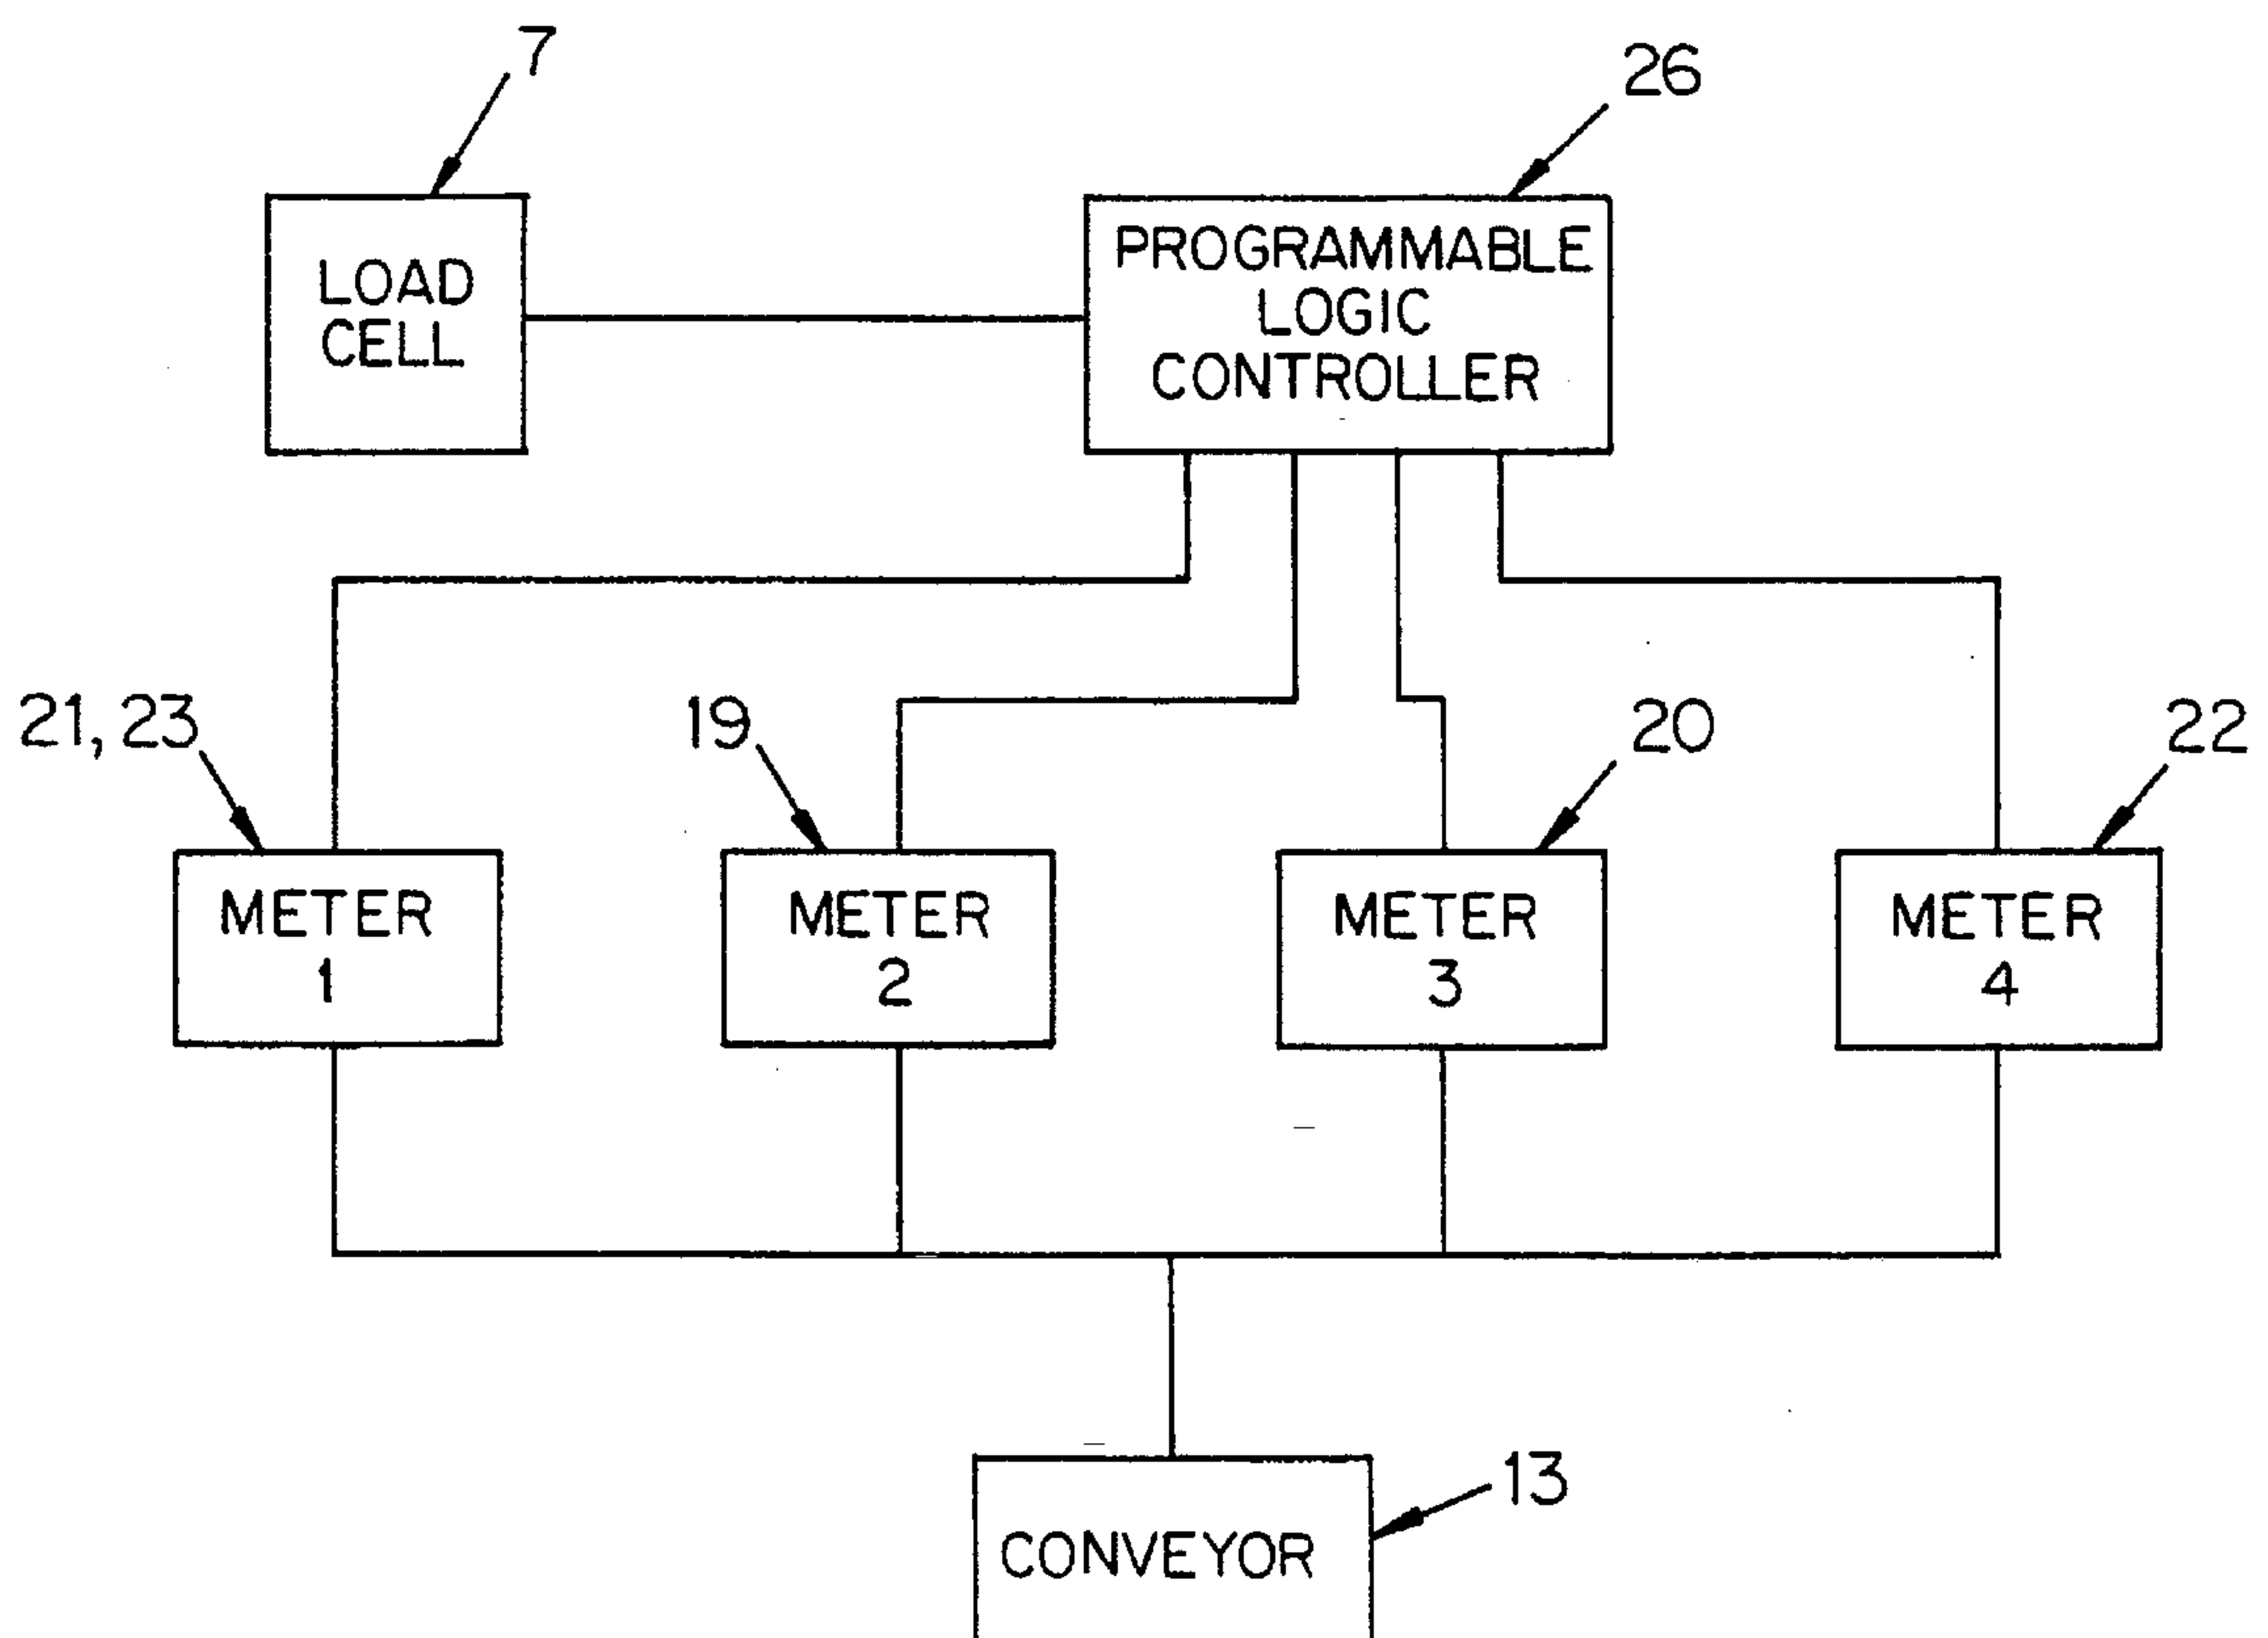 7
26
LOAD
CELL
PROGRAMMABLE
LOGIC
CONTROLLER
21, 23
19
20
22
METER
1
METER
2
METER
3
METER
4
13
CONVEYOR